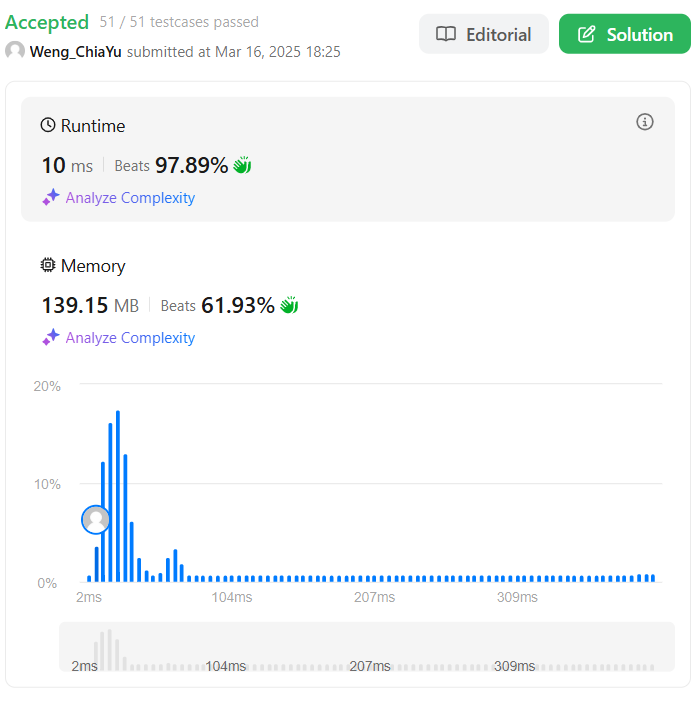 Accepted 51 / 51 testcases passed
Weng_ChiaYu submitted at Mar 16, 2025 18:25
Editorial
Solution
Runtime
10 ms Beats 97.89%
Analyze Complexity
Memory
139.15 MB Beats 61.93%
Analyze Complexity
20%
10%
0%
2ms 104ms 207ms 309ms
2ms 104ms 207ms 309ms